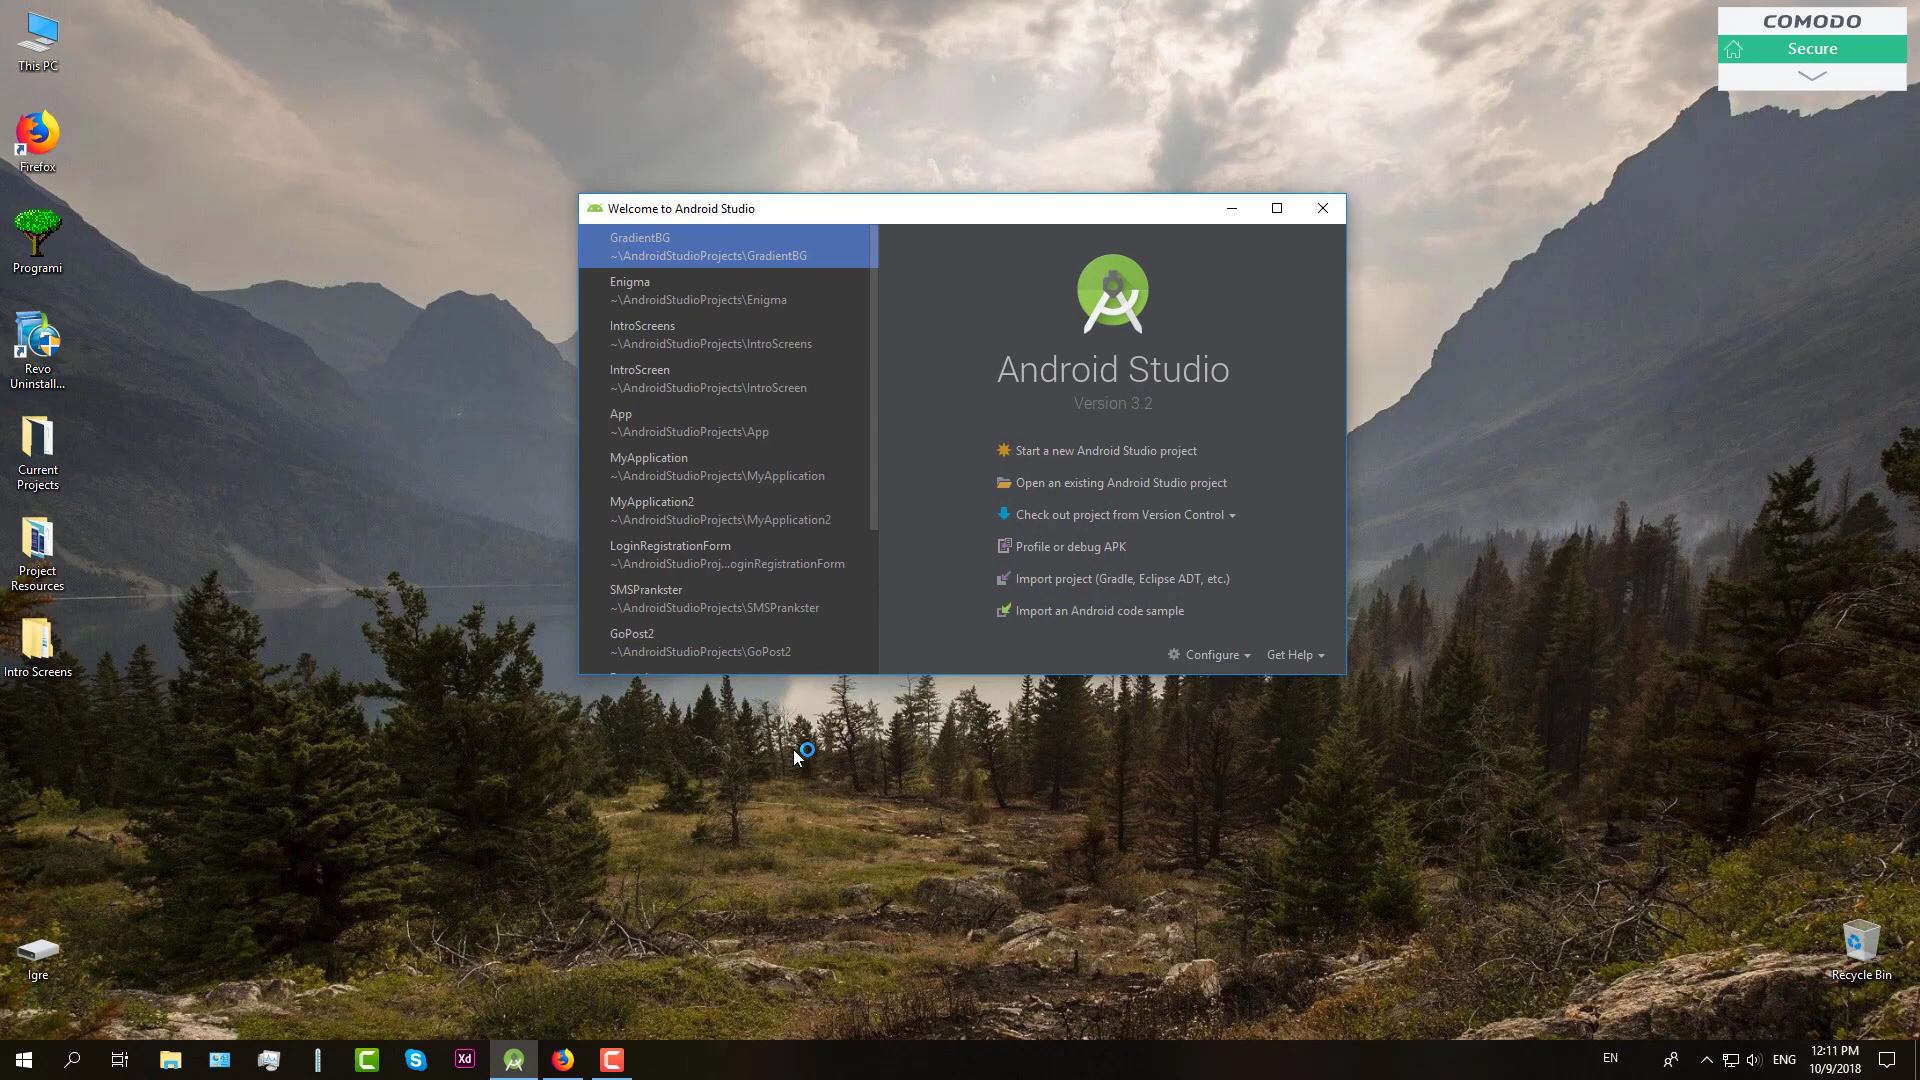 This PC
Firefox
Programi
Revo
Uninstall...
Current
Projects
Project
Resources
Intro Screens
Igre
COMODO
Secure
Welcome to Android Studio
GradientBG
~\AndroidStudioProjects\GradientBG
Enigma
~\AndroidStudioProjects\Enigma
IntroScreens
~\AndroidStudioProjects\IntroScreens
IntroScreen
~\AndroidStudioProjects\IntroScreen
App
~\AndroidStudioProjects\App
MyApplication
~\AndroidStudioProjects\MyApplication
MyApplication2
~\AndroidStudioProjects\MyApplication2
LoginRegistrationForm
~\AndroidStudioProj...oginRegistrationForm
SMSPrankster
~\AndroidStudioProjects\SMSPrankster
GoPost2
~\AndroidStudioProjects\GoPost2
Android Studio
Version 3.2
Start a new Android Studio project
Open an existing Android Studio project
Check out project from Version Control
Profile or debug APK
Import project (Gradle, Eclipse ADT, etc.)
Import an Android code sample
Configure
Get Help
Recycle Bin
Xd
EN
ENG
12:11 PM
10/9/2018